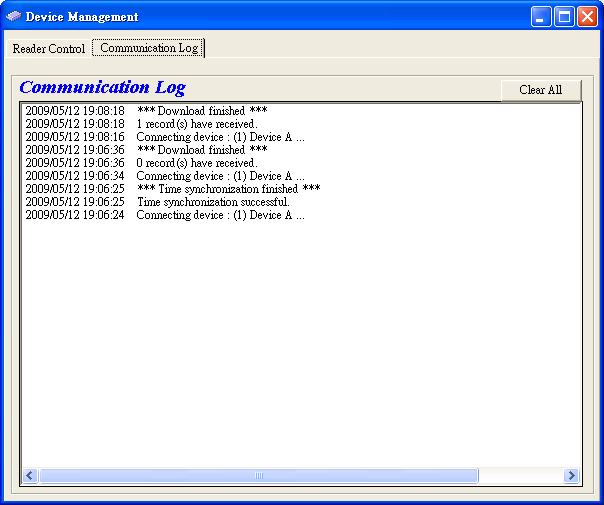 Device Management
Reader Control
Communication Log
Communication Log
Clear All
2009/05/12 19:08:18 *** Download finished ***
2009/05/12 19:08:18 1 record(s) have received.
2009/05/12 19:08:16 Connecting device : (1) Device A ...
2009/05/12 19:06:36 *** Download finished ***
2009/05/12 19:06:36 0 record(s) have received.
2009/05/12 19:06:34 Connecting device : (1) Device A ...
2009/05/12 19:06:25 *** Time synchronization finished ***
2009/05/12 19:06:25 Time synchronization successful.
2009/05/12 19:06:24 Connecting device : (1) Device A ...